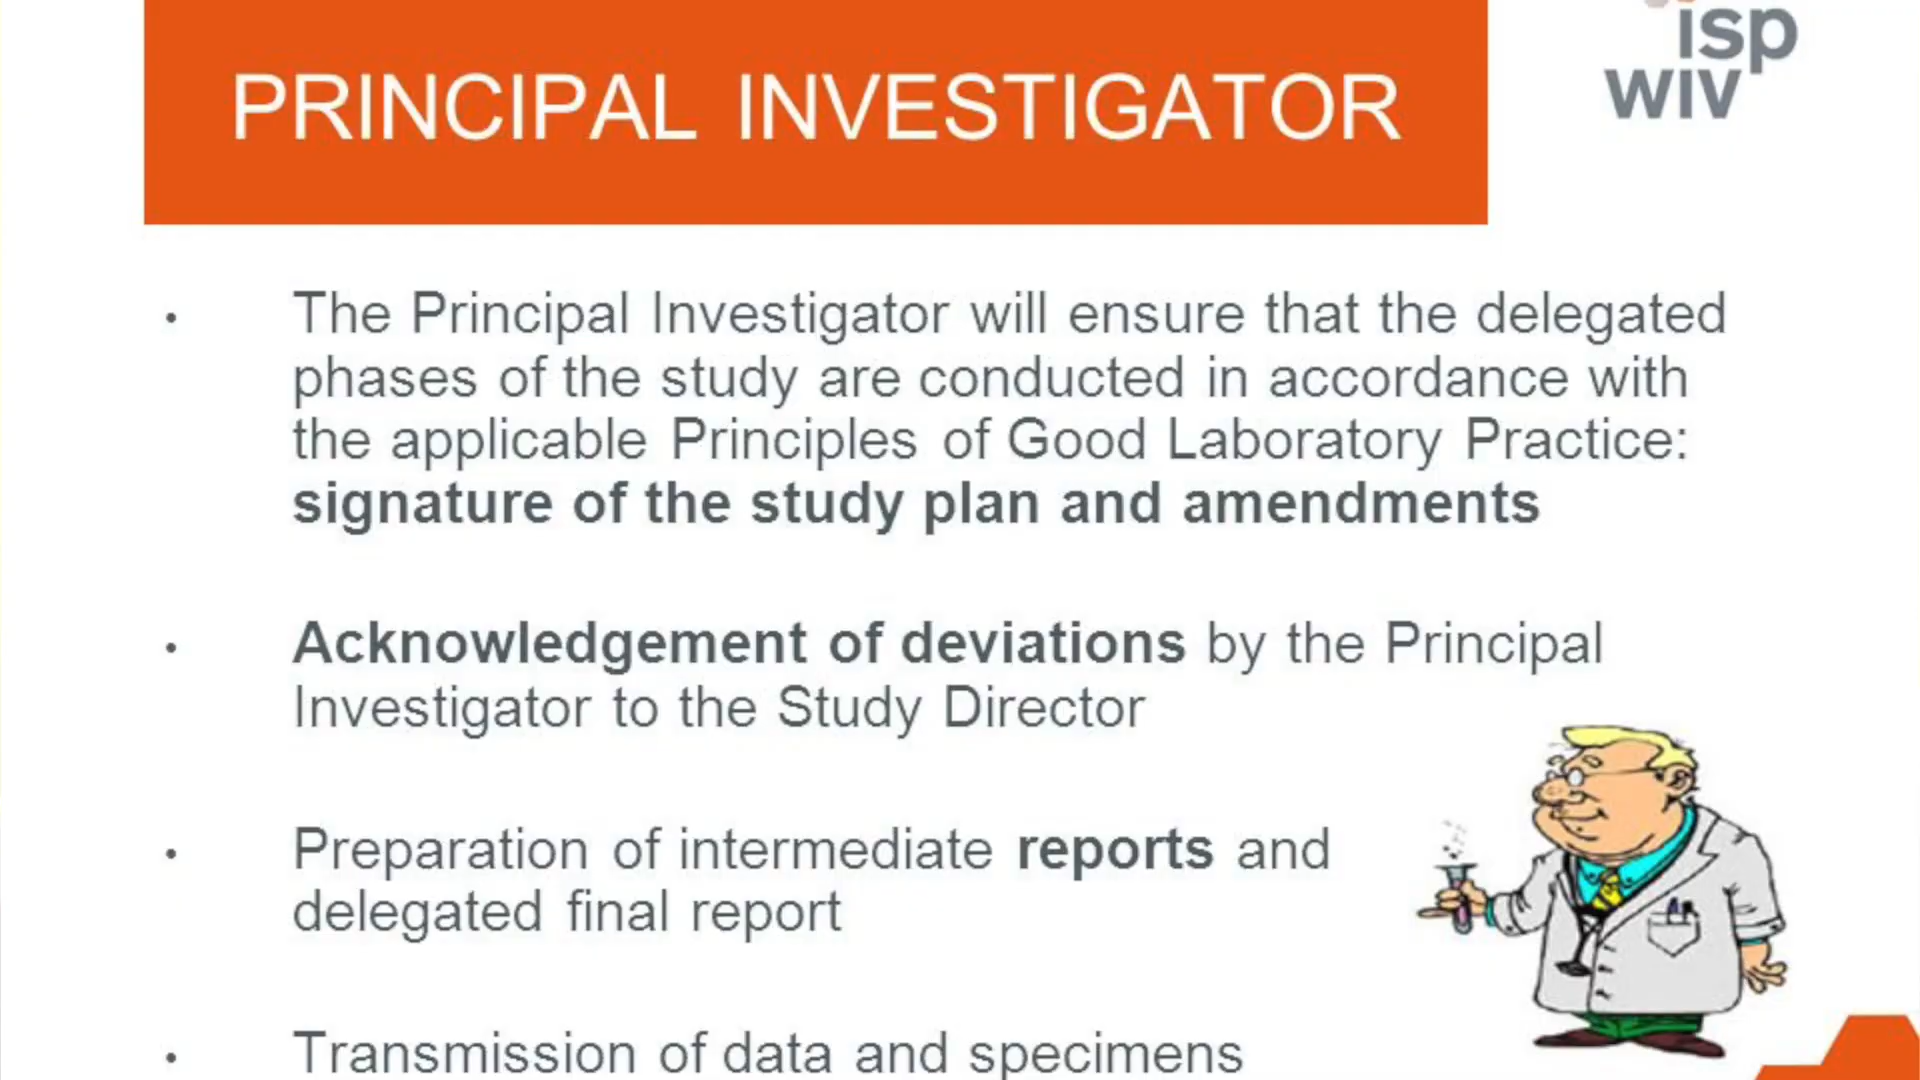 PRINCIPAL INVESTIGATOR
isp
wiv
• The Principal Investigator will ensure that the delegated
phases of the study are conducted in accordance with
the applicable Principles of Good Laboratory Practice:
signature of the study plan and amendments
• Acknowledgement of deviations by the Principal
Investigator to the Study Director
• Preparation of intermediate reports and
delegated final report
• Transmission of data and specimens